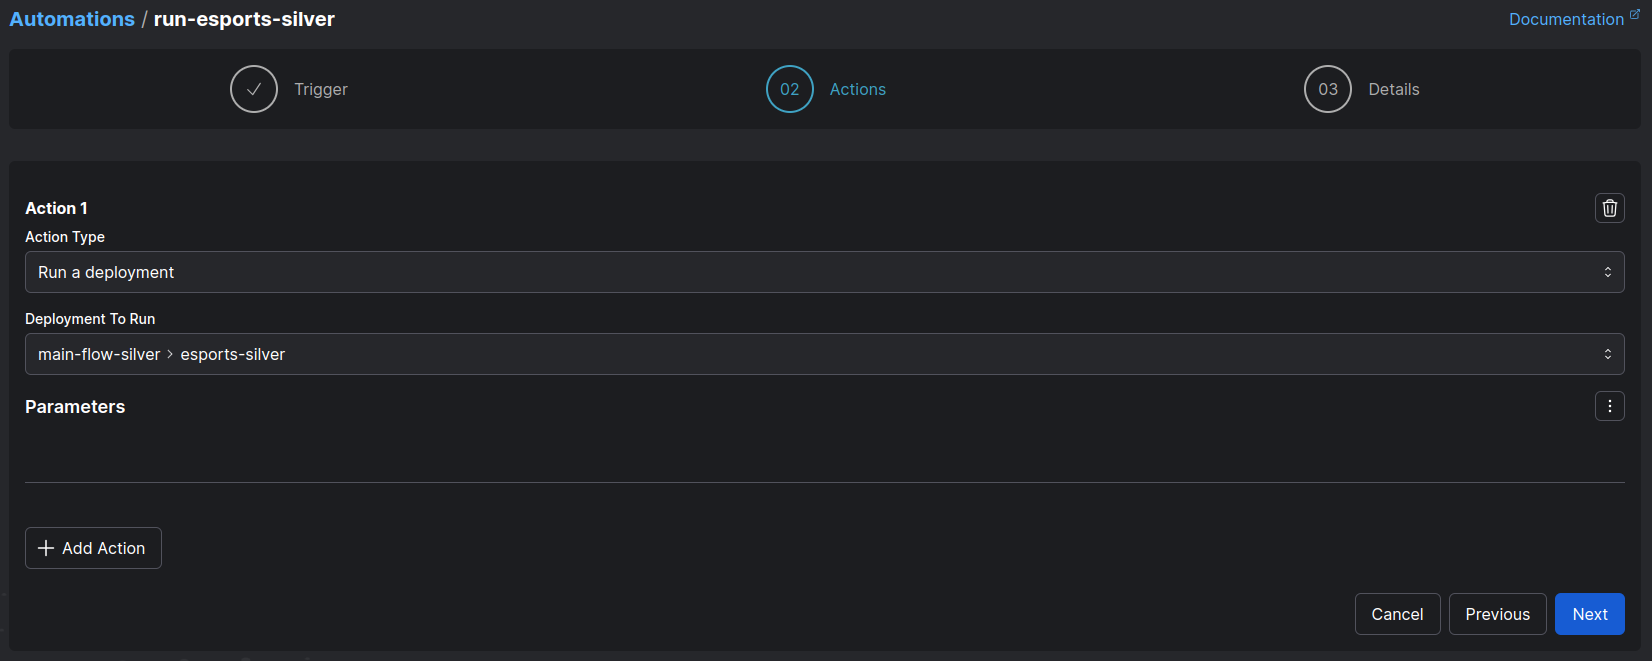 Automations / run-esports-silver
Documentation
Trigger
02 Actions
03 Details
Action 1
Action Type
Run a deployment
Deployment To Run
main-flow-silver > esports-silver
Parameters
Add Action
Cancel Previous Next